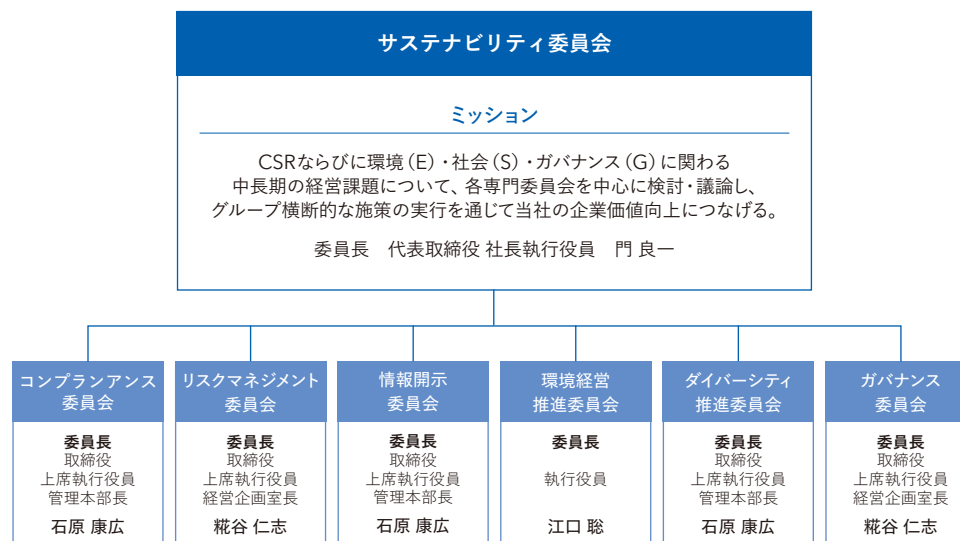 サステナビリティ委員会
ミッション
CSRならびに環境(E)・社会(S)・ガバナンス(G)に関わる
中長期の経営課題について、各専門委員会を中心に検討・議論し、
グループ横断的な施策の実行を通じて当社の企業価値向上につなげる。
委員長　代表取締役 社長執行役員　門 良一
コンプランアンス
委員会
委員長
取締役
上席執行役員
管理本部長
石原 康広
リスクマネジメント
委員会
委員長
取締役
上席執行役員
経営企画室長
糀谷 仁志
情報開示
委員会
委員長
取締役
上席執行役員
管理本部長
石原 康広
環境経営
推進委員会
委員長
執行役員
江口 聡
ダイバーシティ
推進委員会
委員長
取締役
上席執行役員
管理本部長
石原 康広
ガバナンス
委員会
委員長
取締役
上席執行役員
経営企画室長
糀谷 仁志